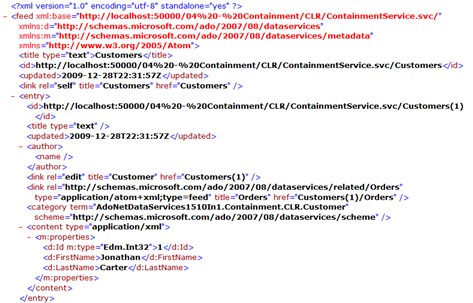 <?xml version="1.0" encoding="utf-8" standalone="yes" ?>
- <feed xml:base="http://localhost:50000/04%20-%20Containment/CLR/ContainmentService.svc/"
xmlns:d="http://schemas.microsoft.com/ado/2007/08/dataservices"
xmlns:m="http://schemas.microsoft.com/ado/2007/08/dataservices/metadata"
xmlns="http://www.w3.org/2005/Atom">
<title type="text">Customers</title>
<id>http://localhost:50000/04%20-%20Containment/CLR/ContainmentService.svc/Customers</id>
<updated>2009-12-28T22:31:57Z</updated>
<link rel="self" title="Customers" href="Customers" />
- <entry>
<id>http://localhost:50000/04%20-%20Containment/CLR/ContainmentService.svc/Customers(1)
</id>
<title type="text" />
<updated>2009-12-28T22:31:57Z</updated>
- <author>
<name />
</author>
<link rel="edit" title="Customer" href="Customers(1)" />
<link rel="http://schemas.microsoft.com/ado/2007/08/dataservices/related/Orders"
type="application/atom+xml;type=feed" title="Orders" href="Customers(1)/Orders" />
<category term="AdoNetDataServices1510In1.Containment.CLR.Customer"
scheme="http://schemas.microsoft.com/ado/2007/08/dataservices/scheme" />
- <content type="application/xml">
- <m:properties>
<d:Id m:type="Edm.Int32">1</d:Id>
<d:FirstName>Jonathan</d:FirstName>
<d:LastName>Carter</d:LastName>
</m:properties>
</content>
</entry>